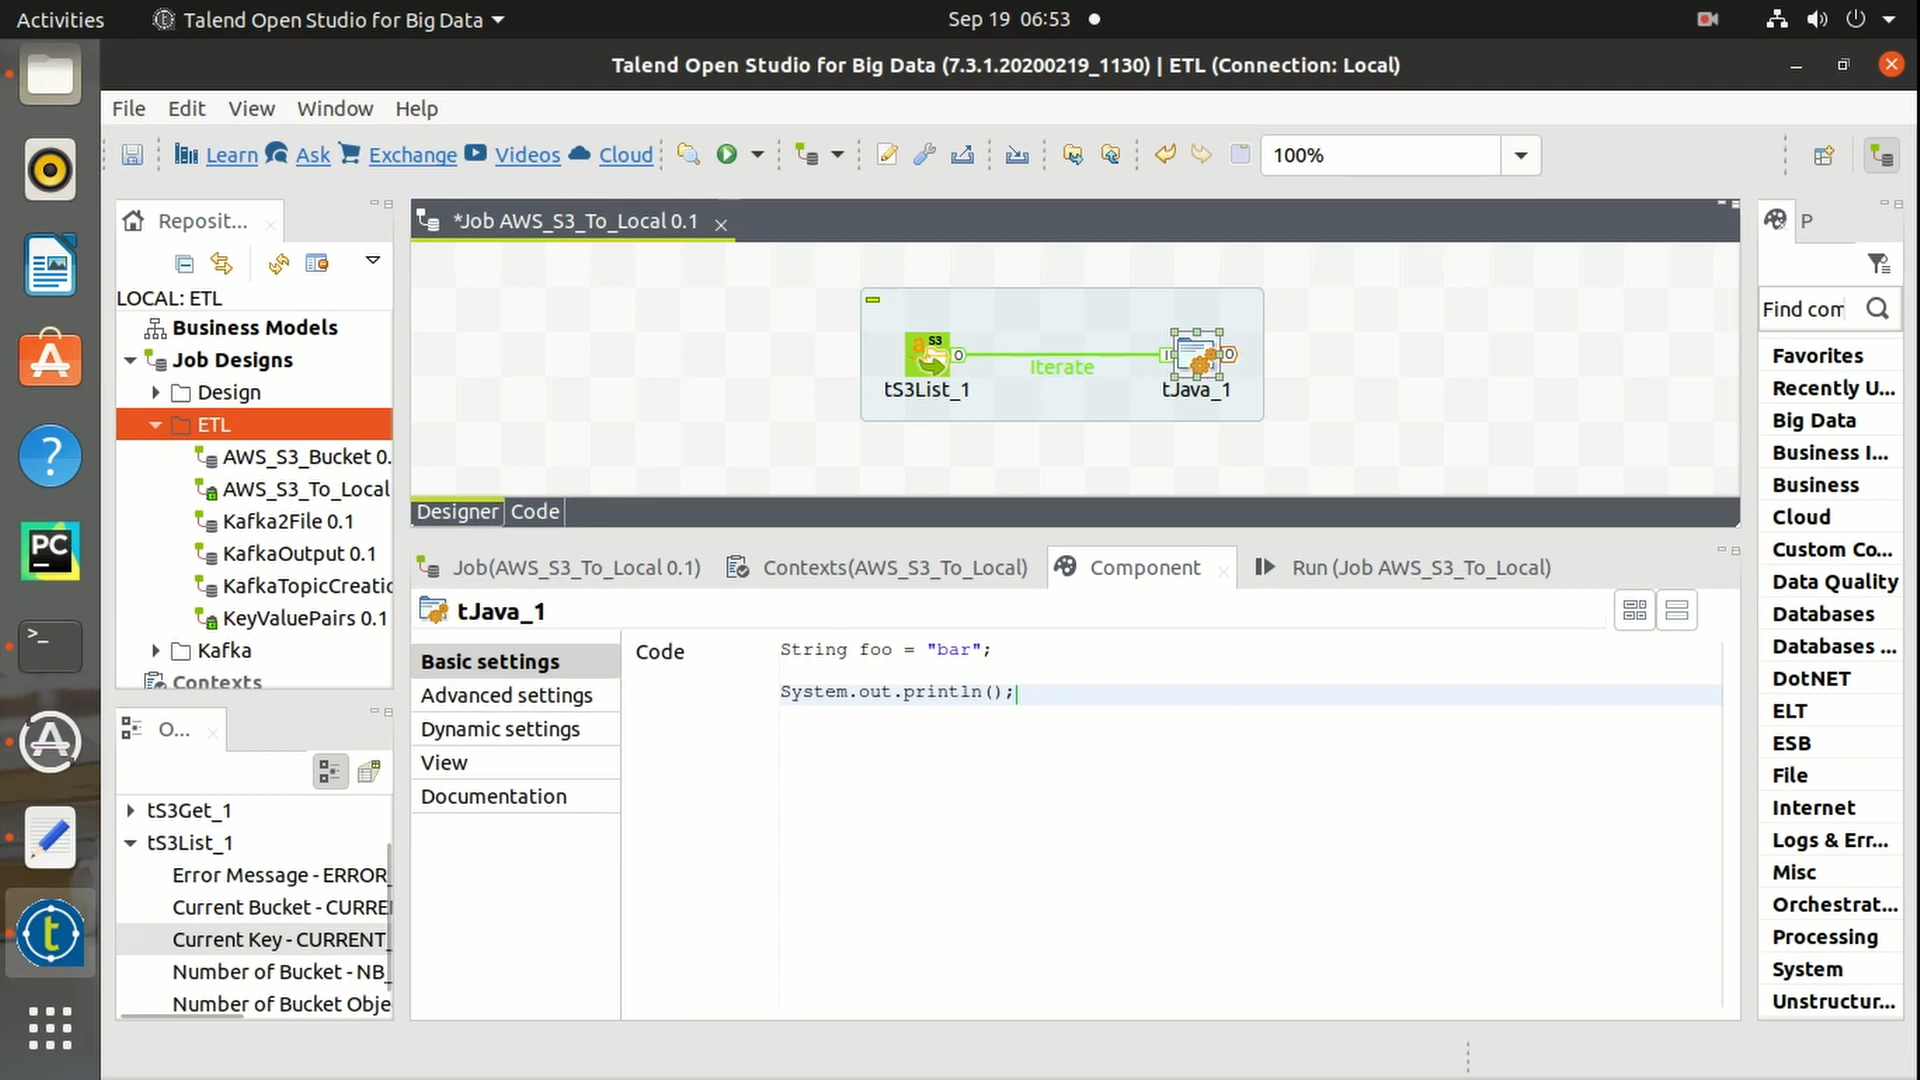 Activities
Talend Open Studio for Big Data
Sep 19 06:53
Talend Open Studio for Big Data (7.3.1.20200219_1130) | ETL (Connection: Local)
File Edit View Window Help
Learn Ask Exchange Videos Cloud
100%
Reposit...
LOCAL: ETL
Business Models
Job Designs
Design
ETL
AWS_S3_Bucket 0.
AWS_S3_To_Local
Kafka2File 0.1
KafkaOutput 0.1
KafkaTopicCreatio
KeyValuePairs 0.1
Kafka
Contexts
O...
tS3Get_1
tS3List_1
Error Message - ERROR_
Current Bucket - CURRE
Current Key - CURRENT_
Number of Bucket - NB_
Number of Bucket Obje
*Job AWS_S3_To_Local 0.1
a S3
O
Iterate
I
O
tS3List_1
tJava_1
Designer Code
Job(AWS_S3_To_Local 0.1)
Contexts(AWS_S3_To_Local)
Component
Run (Job AWS_S3_To_Local)
tJava_1
Basic settings
Advanced settings
Dynamic settings
View
Documentation
Code
String foo = "bar";
System.out.println();
P
Find com
Favorites
Recently U...
Big Data
Business I...
Business
Cloud
Custom Co...
Data Quality
Databases
Databases ...
DotNET
ELT
ESB
File
Internet
Logs & Err...
Misc
Orchestrat...
Processing
System
Unstructur...
PC
t